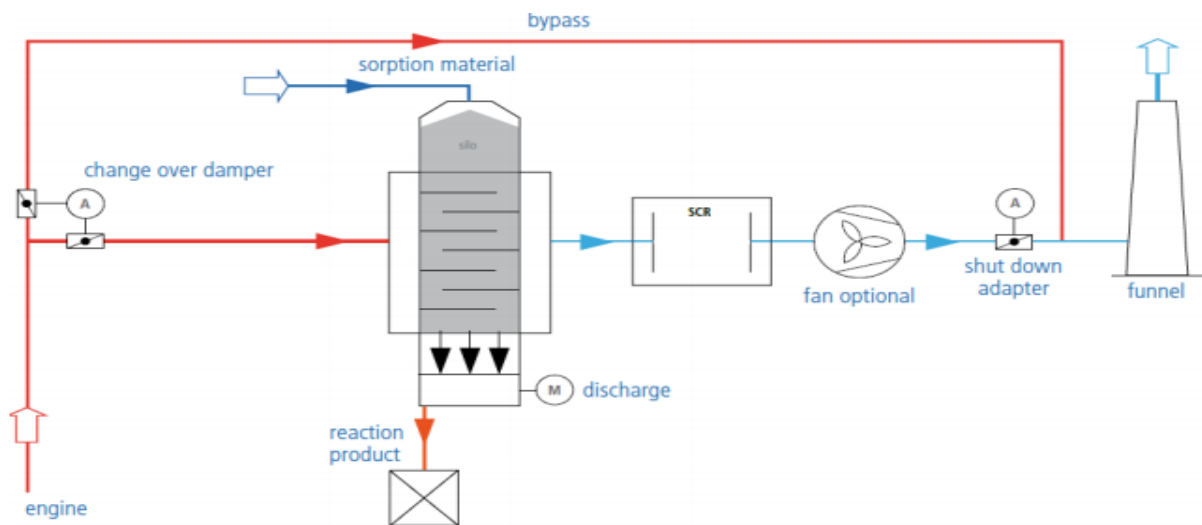 bypass
sorption material
silo
change over damper
A
SCR
A
fan optional
shut down
adapter
funnel
M
discharge
reaction
product
engine